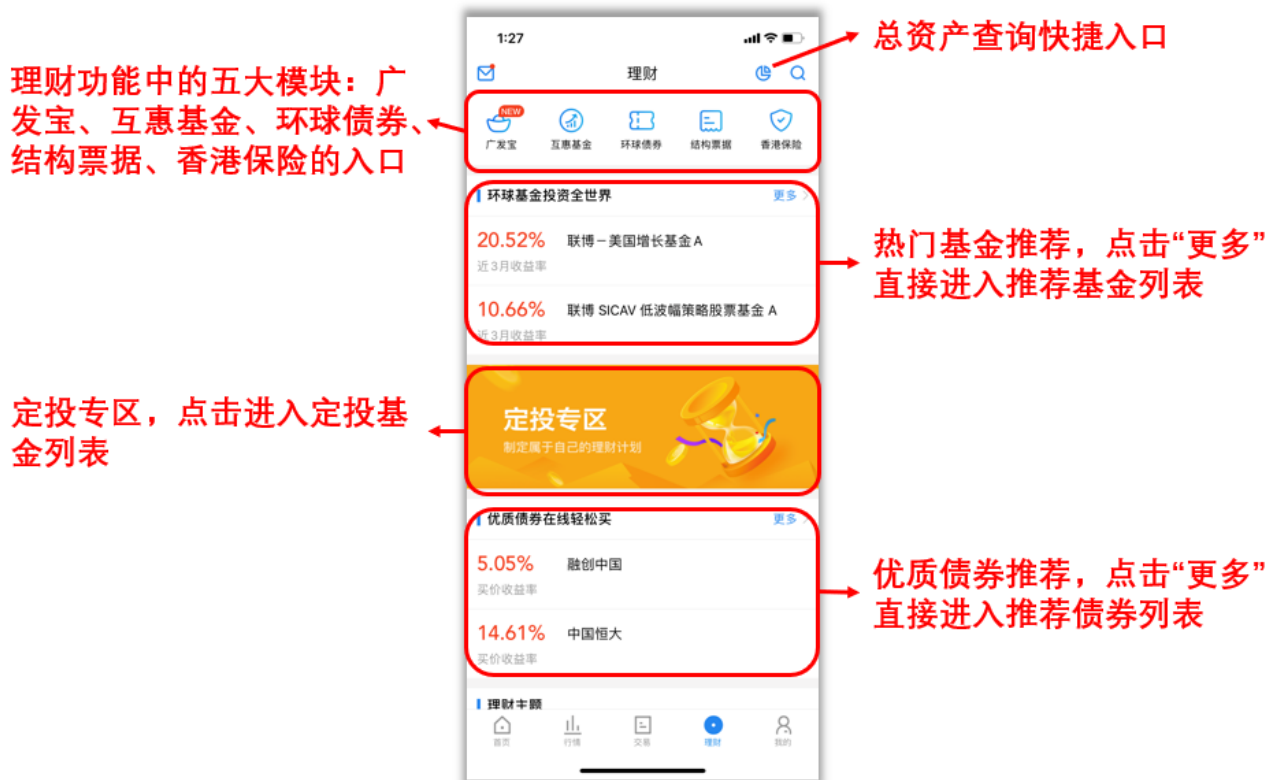 总资产查询快捷入口
理财功能中的五大模块：广
发宝、互惠基金、环球债券、
结构票据、香港保险的入口
1:27
理财
NEW
广发宝 互惠基金 环球债券 结构票据 香港保险
环球基金投资全世界 更多
20.52% 联博－美国增长基金A
近3月收益率
10.66% 联博 SICAV 低波幅策略股票基金 A
近3月收益率
热门基金推荐，点击“更多”
直接进入推荐基金列表
定投专区，点击进入定投基
金列表
定投专区
制定属于自己的理财计划
优质债券在线轻松买 更多
5.05% 融创中国
买价收益率
14.61% 中国恒大
买价收益率
优质债券推荐，点击“更多”
直接进入推荐债券列表
理财主题
首页 行情 交易 理财 我的